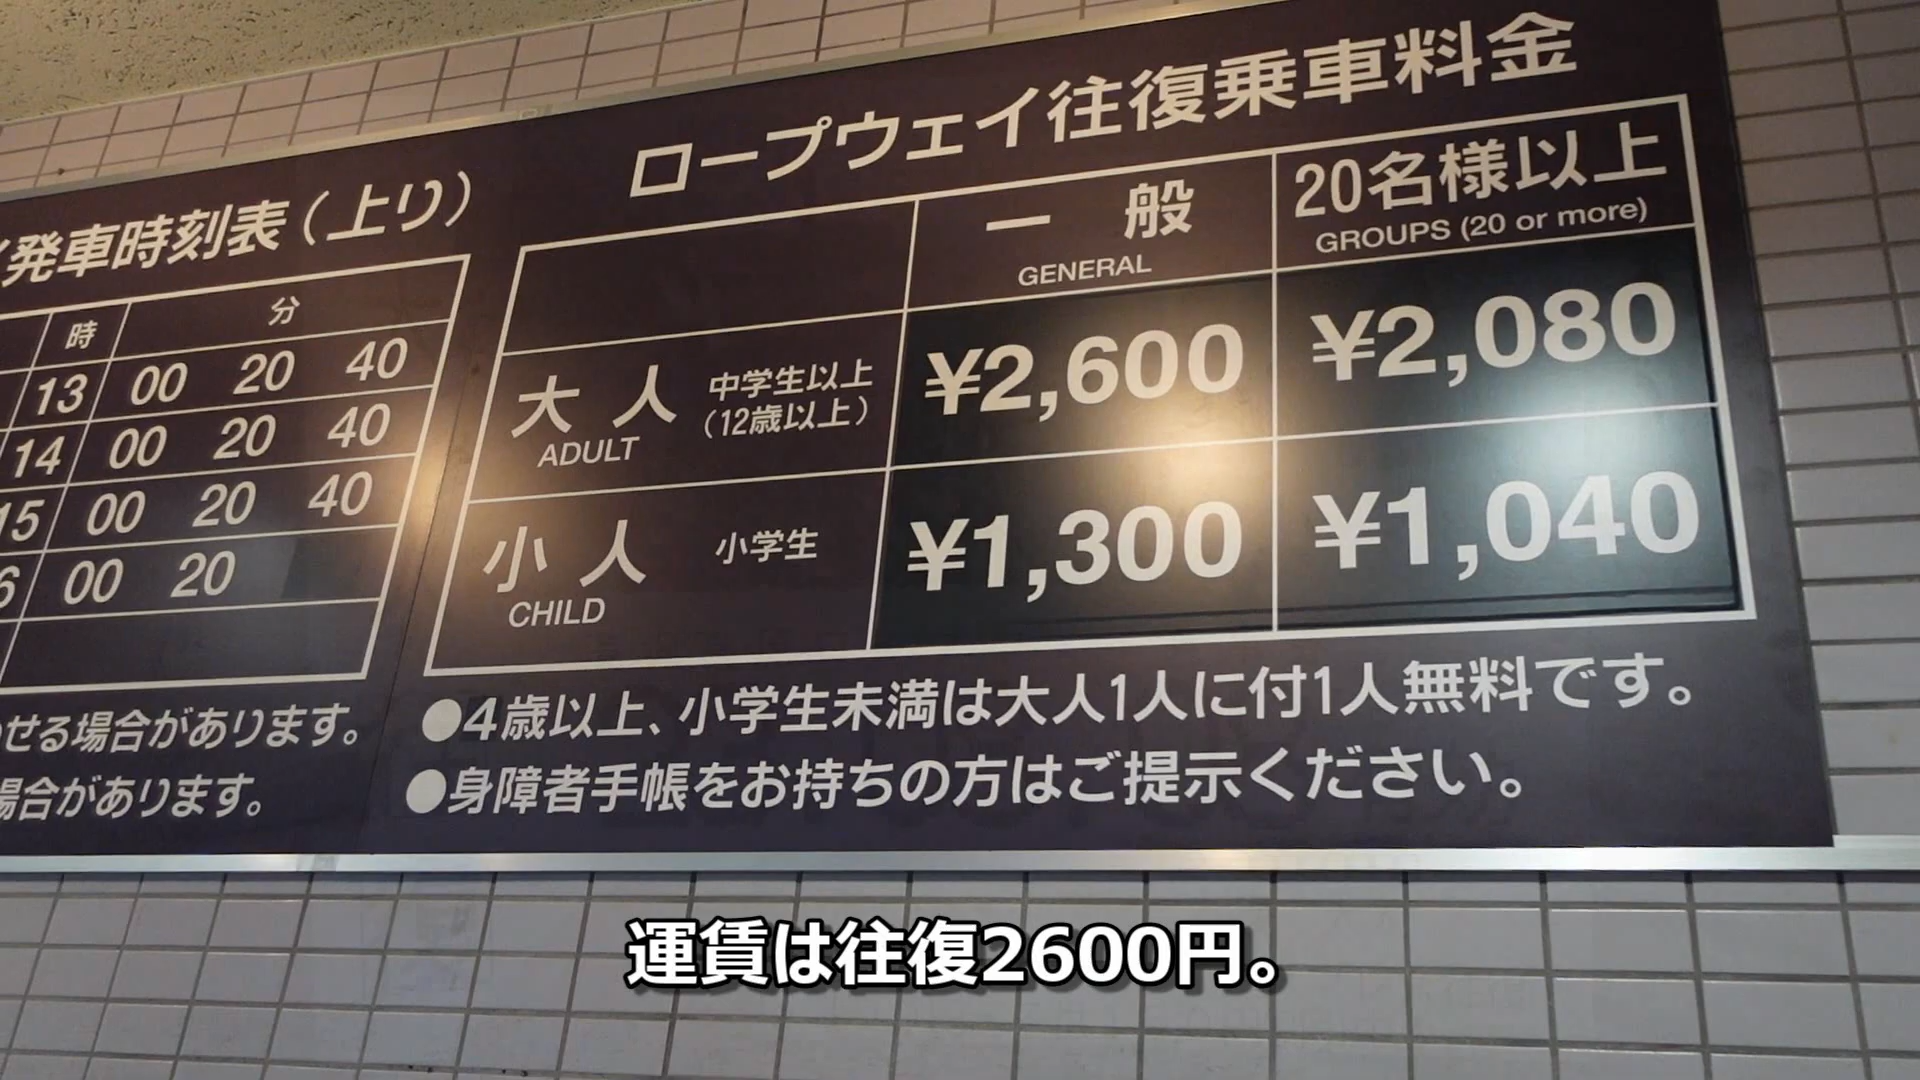 発車時刻表（上り）
時 分
13 00 20 40
14 00 20 40
15 00 20 40
6 00 20
せる場合があります。
場合があります。
ロープウェイ往復乗車料金
一般 20名様以上
GENERAL GROUPS (20 or more)
大人 中学生以上 ¥2,600 ¥2,080
ADULT （12歳以上）
小人 小学生 ¥1,300 ¥1,040
CHILD
●4歳以上、小学生未満は大人1人に付1人無料です。
●身障者手帳をお持ちの方はご提示ください。
運賃は往復2600円。